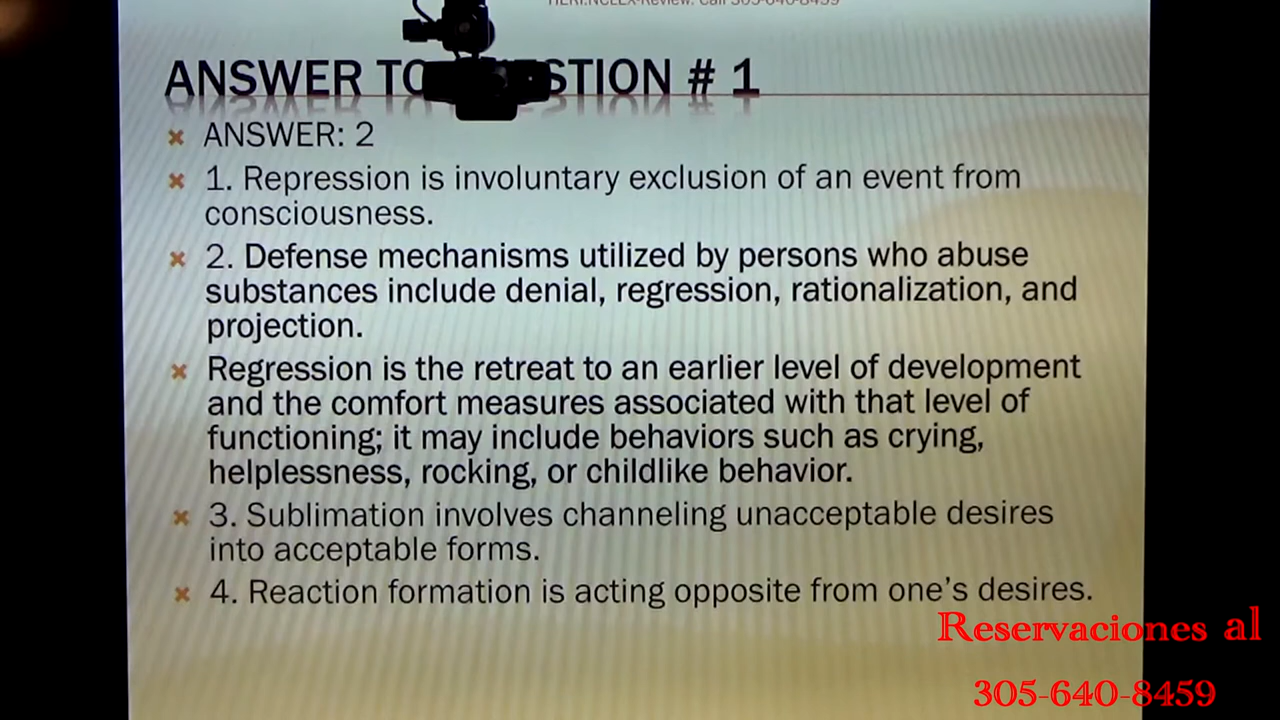 ANSWER TO QUESTION # 1
ANSWER: 2
1. Repression is involuntary exclusion of an event from
consciousness.
2. Defense mechanisms utilized by persons who abuse
substances include denial, regression, rationalization, and
projection.
Regression is the retreat to an earlier level of development
and the comfort measures associated with that level of
functioning; it may include behaviors such as crying,
helplessness, rocking, or childlike behavior.
3. Sublimation involves channeling unacceptable desires
into acceptable forms.
4. Reaction formation is acting opposite from one's desires.
Reservaciones al
305-640-8459